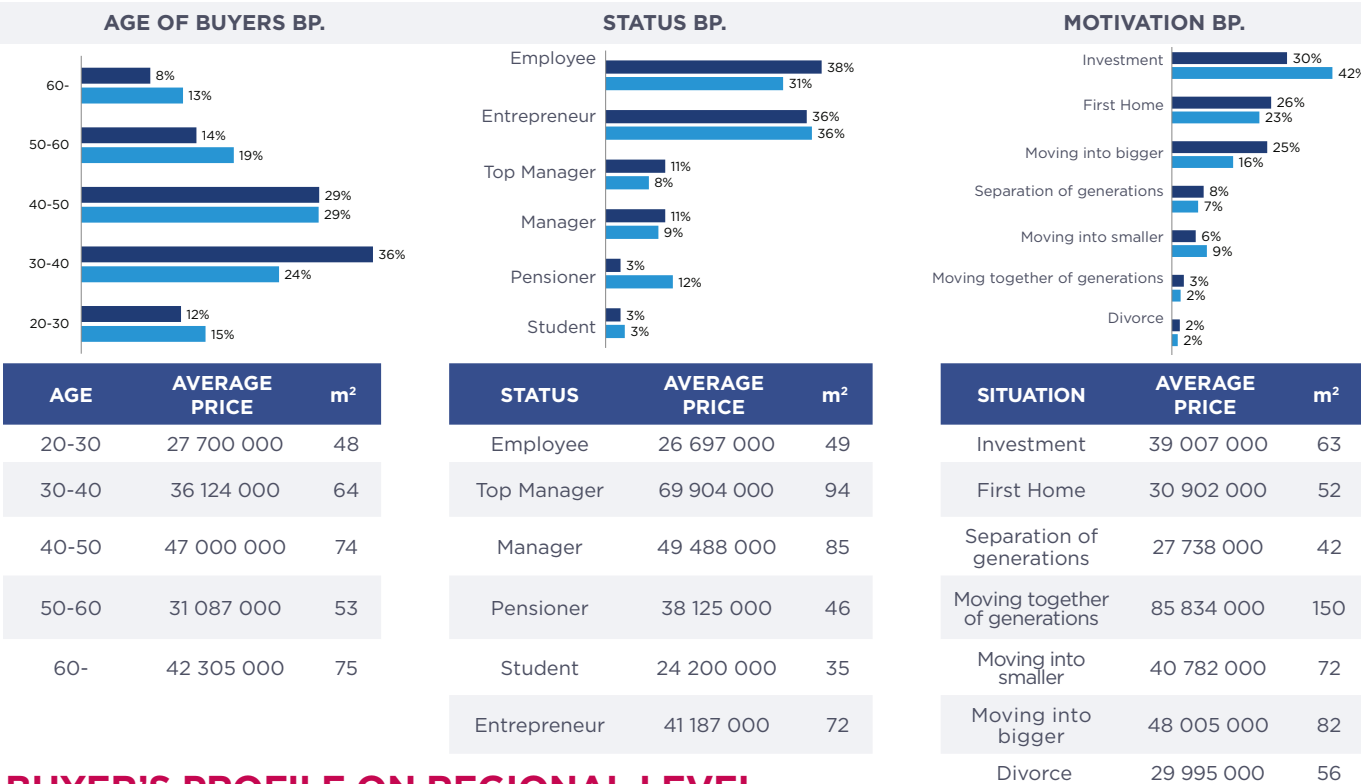 AGE OF BUYERS BP.
60-
8%
13%
50-60
14%
19%
40-50
29%
29%
30-40
36%
24%
20-30
12%
15%
STATUS BP.
Employee
38%
31%
Entrepreneur
36%
36%
Top Manager
11%
8%
Manager
11%
9%
Pensioner
3%
12%
Student
3%
3%
MOTIVATION BP.
Investment
30%
42%
First Home
26%
23%
Moving into bigger
25%
16%
Separation of generations
8%
7%
Moving into smaller
6%
9%
Moving together of generations
3%
2%
Divorce
2%
2%
AGE AVERAGE PRICE m²
20-30 27 700 000 48
30-40 36 124 000 64
40-50 47 000 000 74
50-60 31 087 000 53
60- 42 305 000 75
STATUS AVERAGE PRICE m²
Employee 26 697 000 49
Top Manager 69 904 000 94
Manager 49 488 000 85
Pensioner 38 125 000 46
Student 24 200 000 35
Entrepreneur 41 187 000 72
SITUATION AVERAGE PRICE m²
Investment 39 007 000 63
First Home 30 902 000 52
Separation of generations 27 738 000 42
Moving together of generations 85 834 000 150
Moving into smaller 40 782 000 72
Moving into bigger 48 005 000 82
Divorce 29 995 000 56
BUYER'S PROFILE ON REGIONAL LEVEL